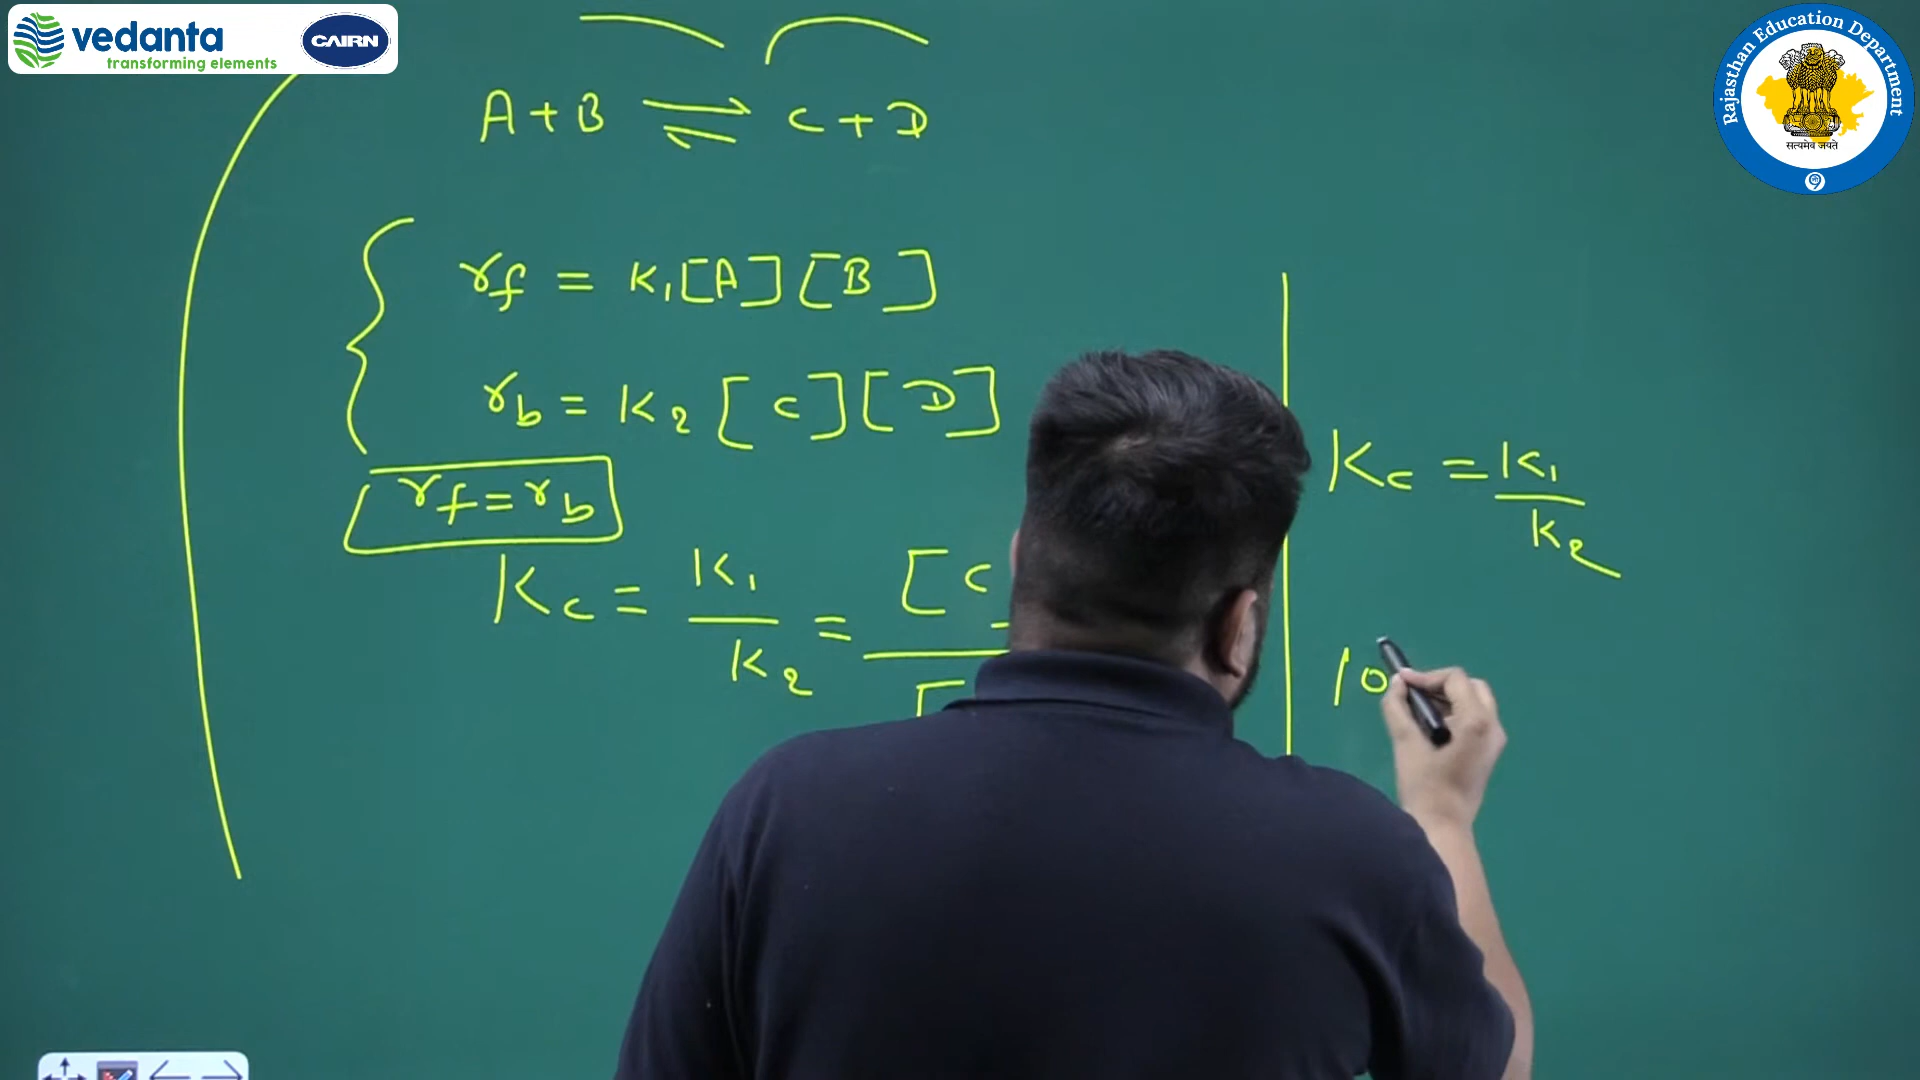 vedanta
transforming elements
CAIRN
Rajasthan Education Department
सत्यमेव जयते
A + B ⇌ C + D
rf = K₁[A][B]
rb = K₂[C][D]
rf = rb
Kc = K₁/K₂ = [C
[
Kc = K₁/K₂
10